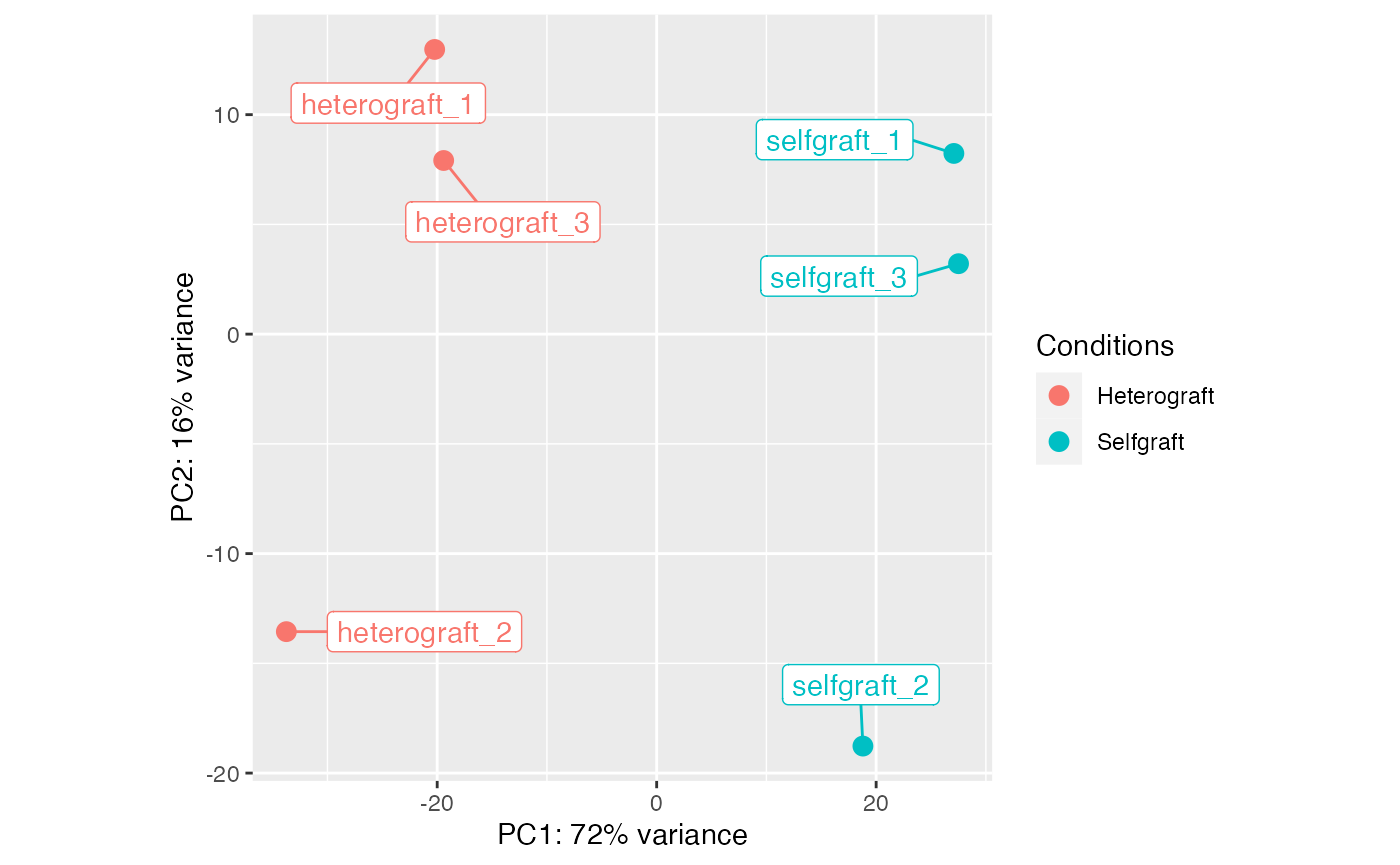 heterograft_1
10
selfgraft_1
heterograft_3
selfgraft_3
0
PC2: 16% variance
Conditions
Heterograft
Selfgraft
-10
heterograft_2
selfgraft_2
-20
-20
0
20
PC1: 72% variance